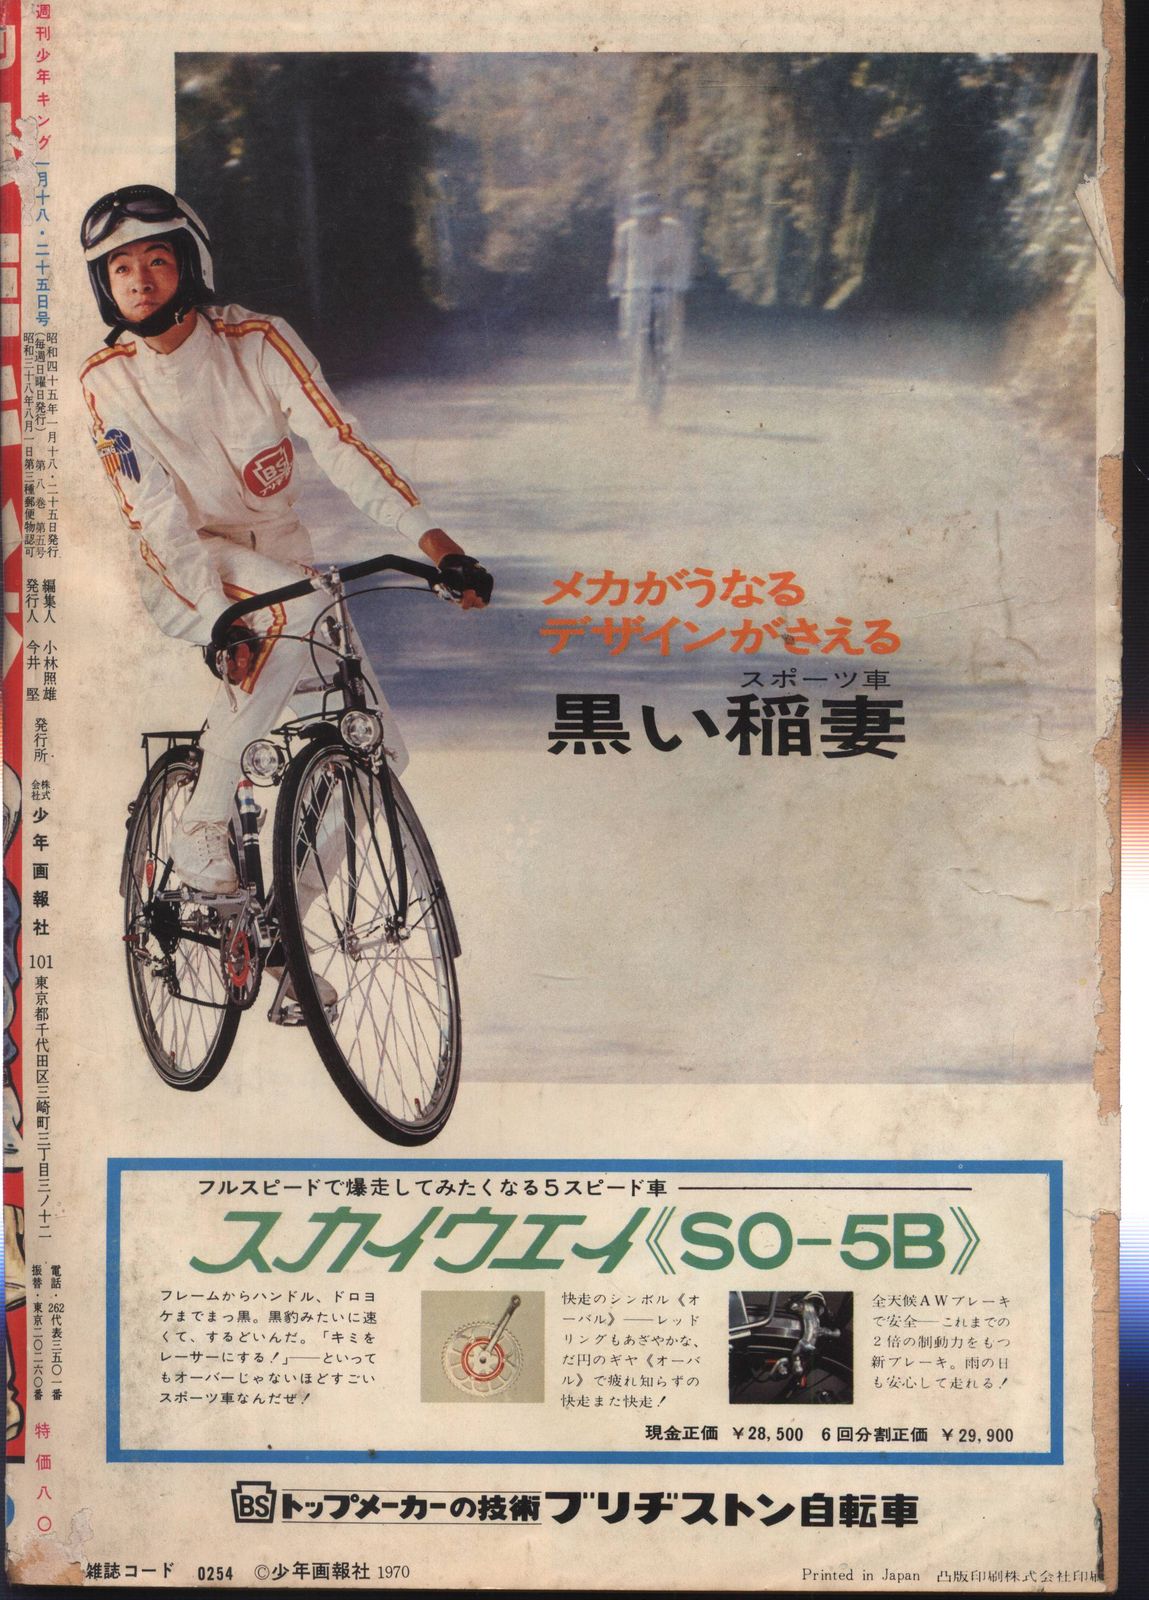 週刊少年キング 一月十八・二十五日号
昭和四十五年一月十八・二十五日発行
(毎週日曜日発行) 第八巻第五号
昭和三十八年八月一日第三種郵便物認可
編集人 小林照雄
発行人 今井 堅
発行所 株式会社 少年画報社
101 東京都千代田区三崎町三丁目三ノ十二
電話・262代表三五〇一番
振替・東京二〇二六〇番
特価八〇
BS
メカがうなる
デザインがさえる
スポーツ車
黒い稲妻
フルスピードで爆走してみたくなる5スピード車
スカイウエイ《SO-5B》
フレームからハンドル、ドロヨ
ケまでまっ黒。黒豹みたいに速
くて、するどいんだ。「キミを
レーサーにする!」──といって
もオーバーじゃないほどすごい
スポーツ車なんだぜ!
快走のシンボル《オ
ーバル》──レッド
リングもあざやかな、
だ円のギヤ《オーバ
ル》で疲れ知らずの
快走また快走!
全天候AWブレーキ
で安全─これまでの
2倍の制動力をもつ
新ブレーキ。雨の日
も安心して走れる!
現金正価 ¥28,500 6回分割正価 ¥29,900
BS トップメーカーの技術 ブリヂストン自転車
雑誌コード 0254 ©少年画報社 1970
Printed in Japan 凸版印刷株式会社印刷